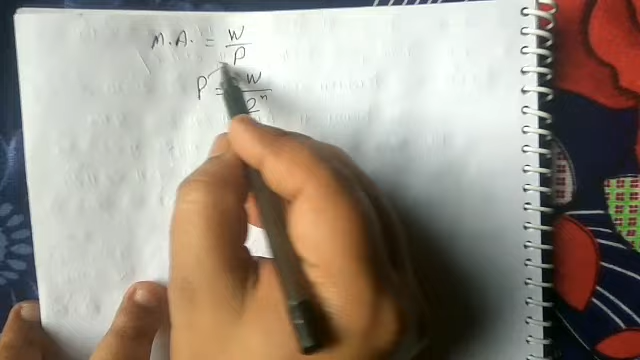 M.A. = W/P
P = W/2ⁿ